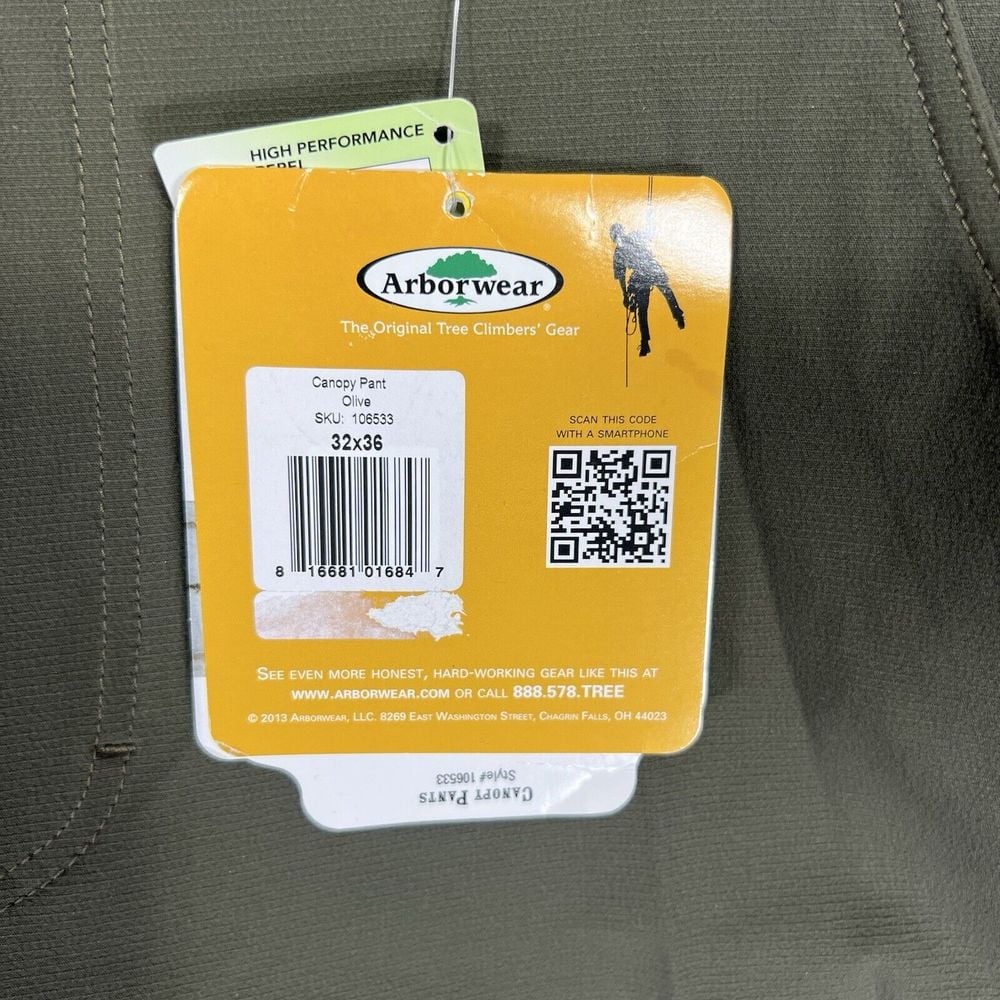 HIGH PERFORMANCE
Arborwear®
The Original Tree Climbers' Gear
Canopy Pant
Olive
SKU: 106533
32x36
8 16681 01684 7
SCAN THIS CODE
WITH A SMARTPHONE
SEE EVEN MORE HONEST, HARD-WORKING GEAR LIKE THIS AT
WWW.ARBORWEAR.COM OR CALL 888.578.TREE
© 2013 ARBORWEAR, LLC. 8269 EAST WASHINGTON STREET, CHAGRIN FALLS, OH 44023
CANOPY PANTS
Style# 106533